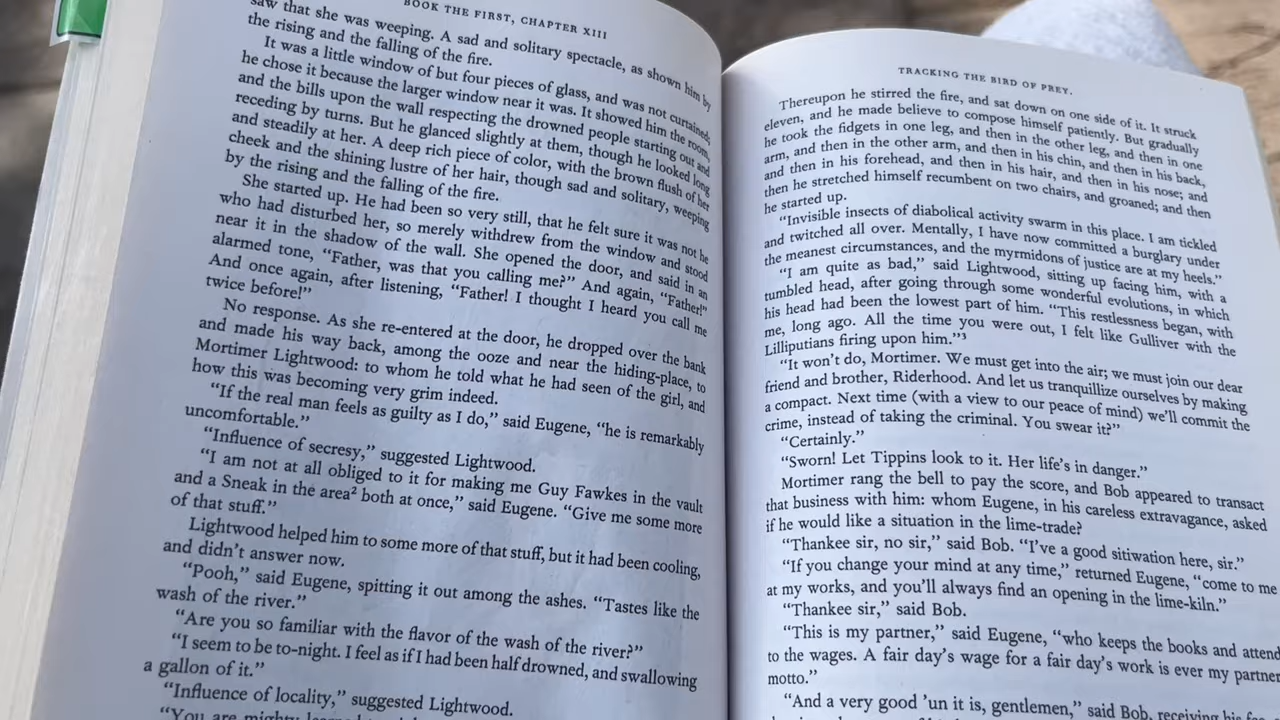 BOOK THE FIRST, CHAPTER XIII
saw that she was weeping. A sad and solitary spectacle, as shown him by
the rising and the falling of the fire.
It was a little window of but four pieces of glass, and was not curtained;
he chose it because the larger window near it was. It showed him the room,
and the bills upon the wall respecting the drowned people starting out and
receding by turns. But he glanced slightly at them, though he looked long
and steadily at her. A deep rich piece of color, with the brown flush of her
cheek and the shining lustre of her hair, though sad and solitary, weeping
by the rising and the falling of the fire.
She started up. He had been so very still, that he felt sure it was not he
who had disturbed her, so merely withdrew from the window and stood
near it in the shadow of the wall. She opened the door, and said in an
alarmed tone, “Father, was that you calling me?” And again, “Father!”
And once again, after listening, “Father! I thought I heard you call me
twice before!”
No response. As she re-entered at the door, he dropped over the bank
and made his way back, among the ooze and near the hiding-place, to
Mortimer Lightwood: to whom he told what he had seen of the girl, and
how this was becoming very grim indeed.
“If the real man feels as guilty as I do,” said Eugene, “he is remarkably
uncomfortable.”
“Influence of secresy,” suggested Lightwood.
“I am not at all obliged to it for making me Guy Fawkes in the vault
and a Sneak in the area² both at once,” said Eugene. “Give me some more
of that stuff.”
Lightwood helped him to some more of that stuff, but it had been cooling,
and didn’t answer now.
“Pooh,” said Eugene, spitting it out among the ashes. “Tastes like the
wash of the river.”
“Are you so familiar with the flavor of the wash of the river?”
“I seem to be to-night. I feel as if I had been half drowned, and swallowing
a gallon of it.”
“Influence of locality,” suggested Lightwood.
“You are mighty
TRACKING THE BIRD OF PREY.
Thereupon he stirred the fire, and sat down on one side of it. It struck
eleven, and he made believe to compose himself patiently. But gradually
he took the fidgets in one leg, and then in the other leg, and then in one
arm, and then in the other arm, and then in his chin, and then in his back,
and then in his forehead, and then in his hair, and then in his nose; and
then he stretched himself recumbent on two chairs, and groaned; and then
he started up.
“Invisible insects of diabolical activity swarm in this place. I am tickled
and twitched all over. Mentally, I have now committed a burglary under
the meanest circumstances, and the myrmidons of justice are at my heels.”
“I am quite as bad,” said Lightwood, sitting up facing him, with a
tumbled head, after going through some wonderful evolutions, in which
his head had been the lowest part of him. “This restlessness began, with
me, long ago. All the time you were out, I felt like Gulliver with the
Lilliputians firing upon him.”³
“It won’t do, Mortimer. We must get into the air; we must join our dear
friend and brother, Riderhood. And let us tranquillize ourselves by making
a compact. Next time (with a view to our peace of mind) we’ll commit the
crime, instead of taking the criminal. You swear it?”
“Certainly.”
“Sworn! Let Tippins look to it. Her life’s in danger.”
Mortimer rang the bell to pay the score, and Bob appeared to transact
that business with him: whom Eugene, in his careless extravagance, asked
if he would like a situation in the lime-trade?
“Thankee sir, no sir,” said Bob. “I’ve a good sitiwation here, sir.”
“If you change your mind at any time,” returned Eugene, “come to me
at my works, and you’ll always find an opening in the lime-kiln.”
“Thankee sir,” said Bob.
“This is my partner,” said Eugene, “who keeps the books and attend
to the wages. A fair day’s wage for a fair day’s work is ever my partner
motto.”
“And a very good ’un it is, gentlemen,” said Bob, receiving his